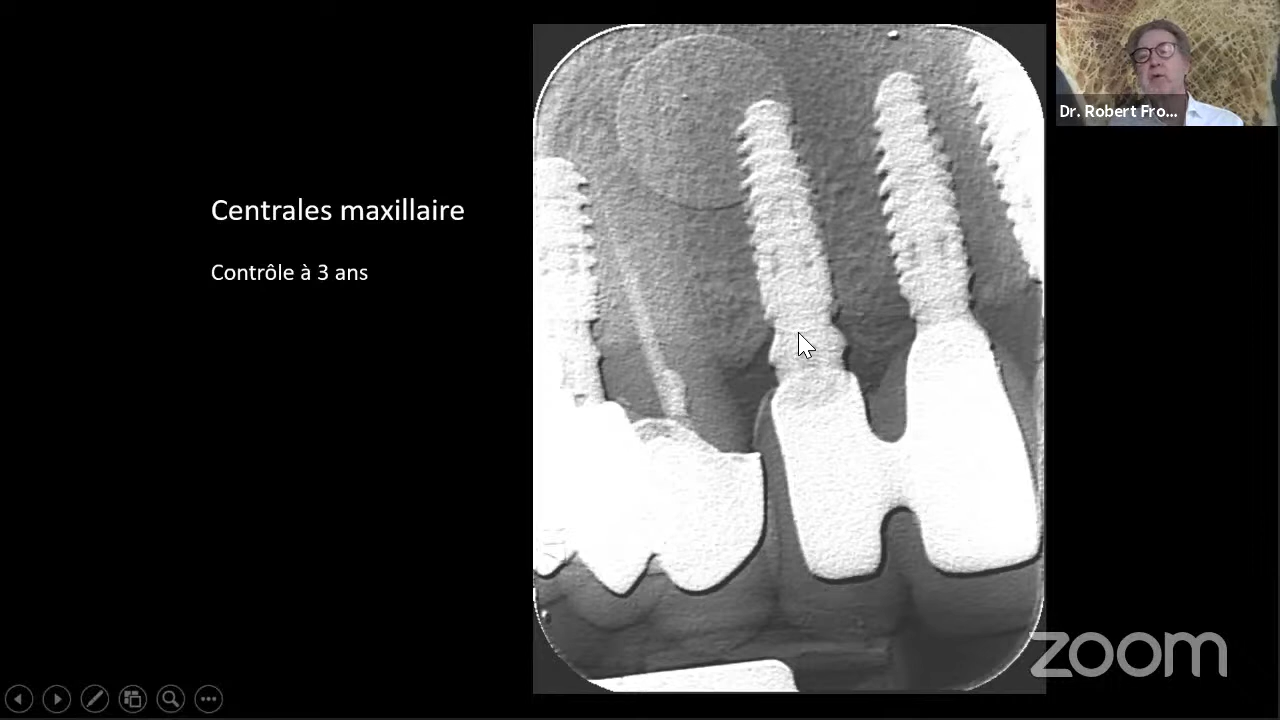 Dr. Robert Fro...
Centrales maxillaire
Contrôle à 3 ans
zoom